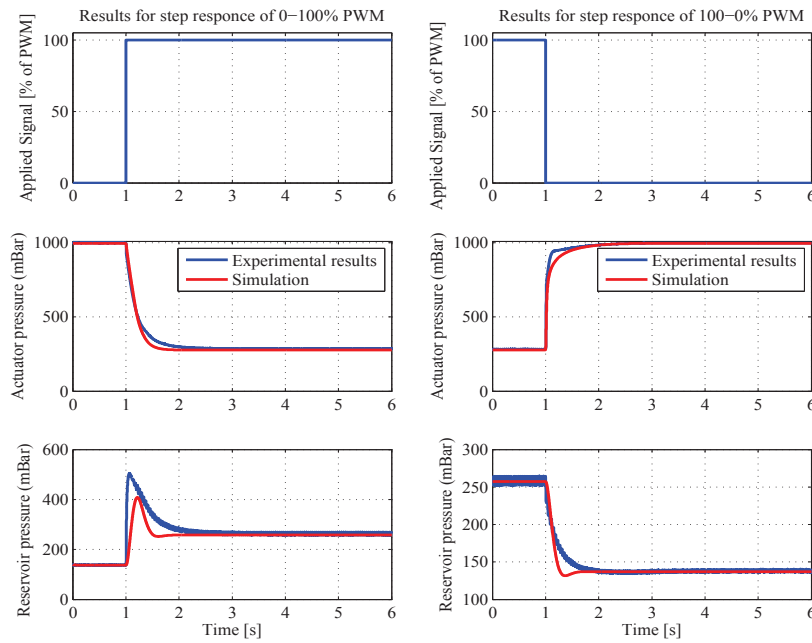 Results for step responce of 0−100% PWM
Applied Signal [% of PWM]
100
50
0
0 1 2 3 4 5 6
Results for step responce of 100−0% PWM
Applied Signal [% of PWM]
100
50
0
0 1 2 3 4 5 6
Actuator pressure (mBar)
1000
500
0
Experimental results
Simulation
0 1 2 3 4 5 6
Actuator pressure (mBar)
1000
500
0
Experimental results
Simulation
0 1 2 3 4 5 6
Reservoir pressure (mBar)
600
400
200
0
0 1 2 3 4 5 6
Time [s]
Reservoir pressure (mBar)
300
250
200
150
100
0 1 2 3 4 5 6
Time [s]